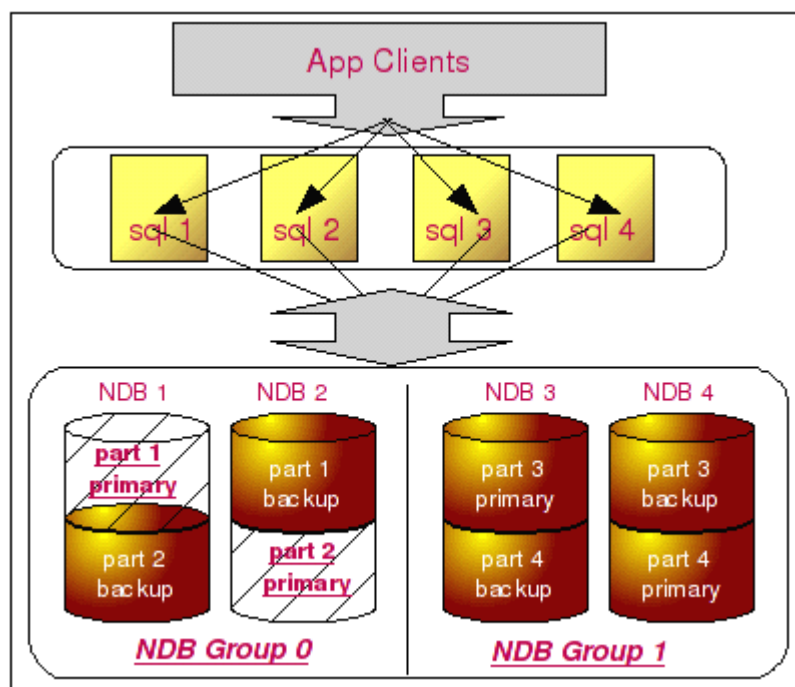 App Clients
sql 1 sql 2 sql 3 sql 4
NDB 1 NDB 2 NDB 3 NDB 4
part 1
primary
part 2
backup
part 1
backup
part 2
primary
part 3
primary
part 4
backup
part 3
backup
part 4
primary
NDB Group 0 NDB Group 1